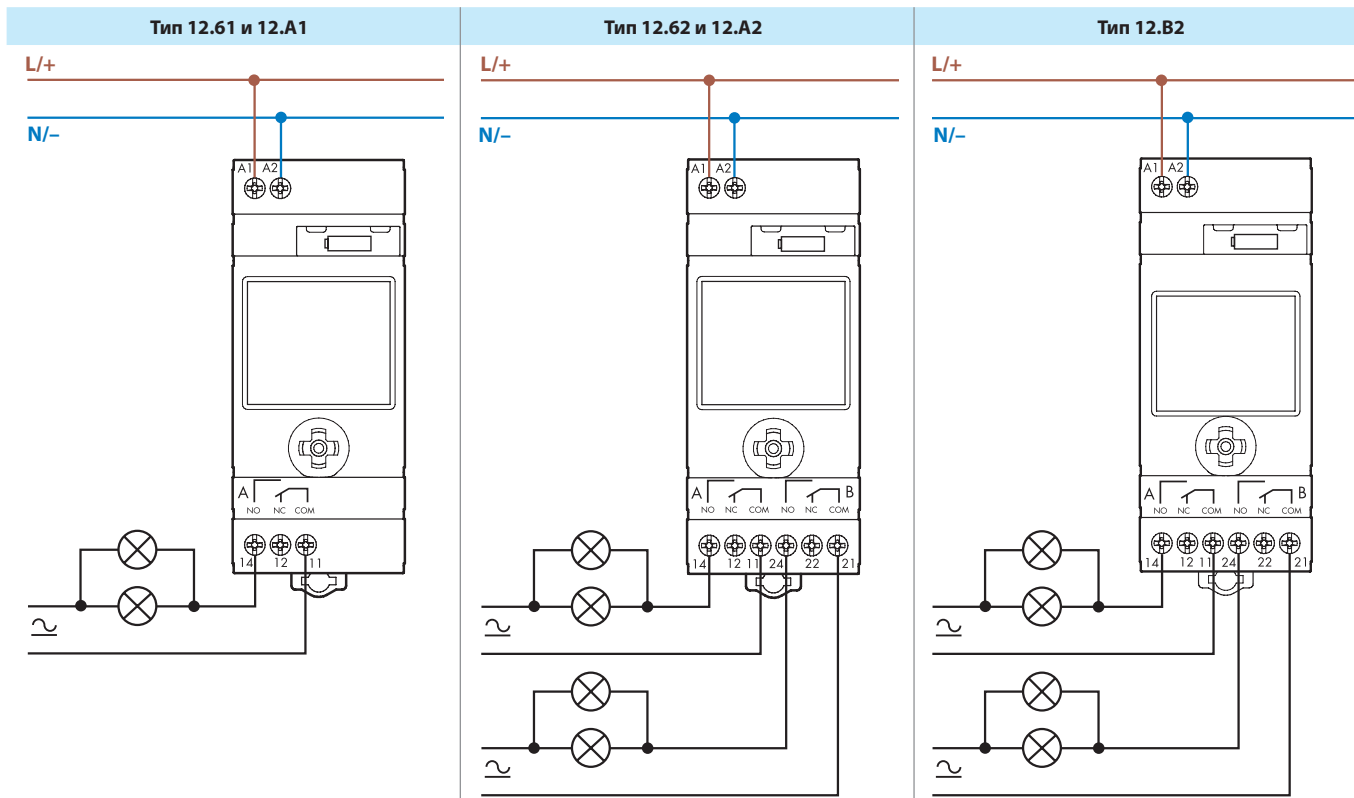 Тип 12.61 и 12.A1
Тип 12.62 и 12.A2
Тип 12.B2
L/+
N/–
A1 A2
A
NO NC COM
14 12 11
L/+
N/–
A1 A2
A B
NO NC COM NO NC COM
14 12 11 24 22 21
L/+
N/–
A1 A2
A B
NO NC COM NO NC COM
14 12 11 24 22 21